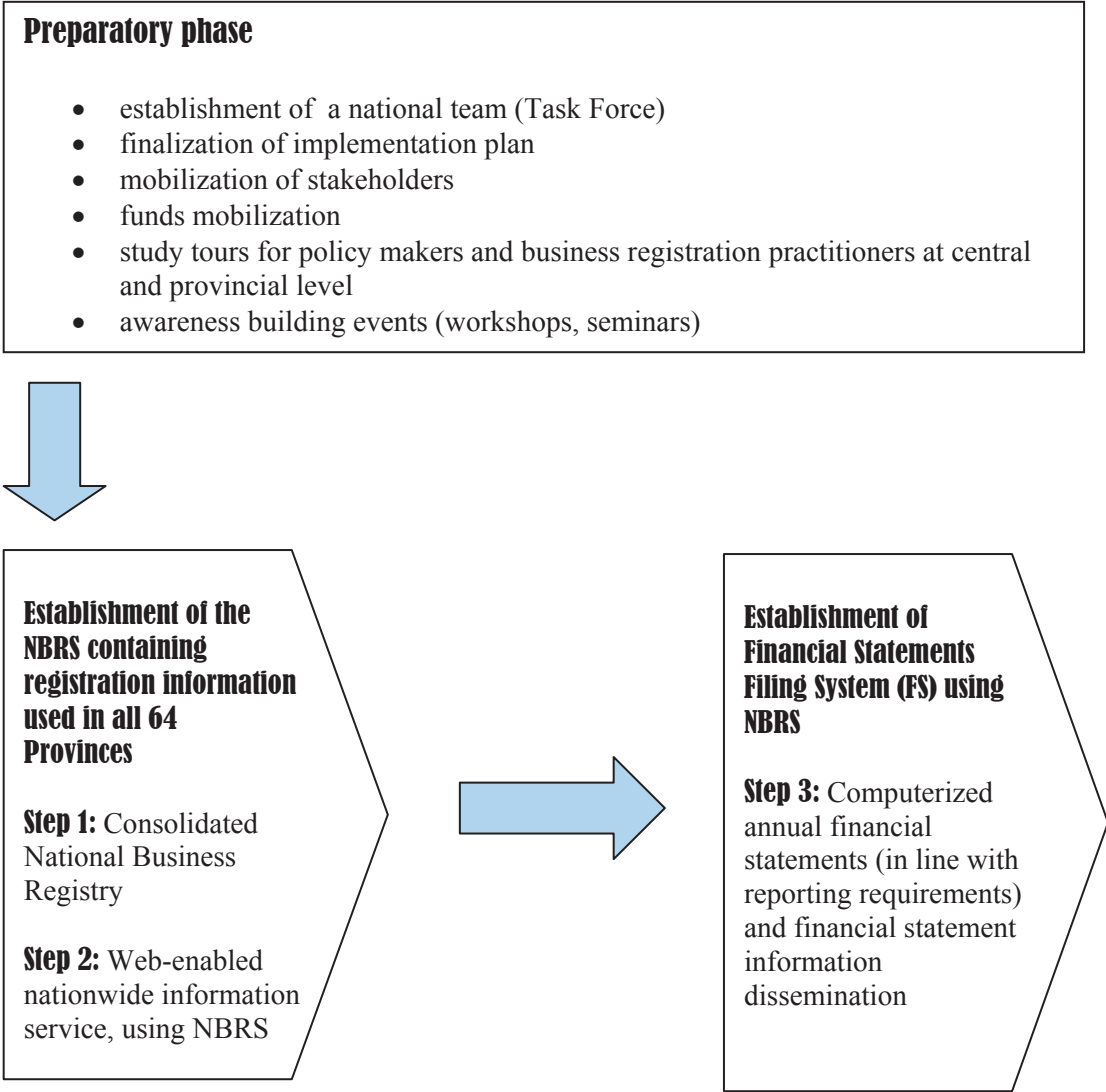 Preparatory phase
• establishment of a national team (Task Force)
• finalization of implementation plan
• mobilization of stakeholders
• funds mobilization
• study tours for policy makers and business registration practitioners at central
and provincial level
• awareness building events (workshops, seminars)
Establishment of the
NBRS containing
registration information
used in all 64
Provinces
Step 1: Consolidated
National Business
Registry
Step 2: Web-enabled
nationwide information
service, using NBRS
Establishment of
Financial Statements
Filing System (FS) using
NBRS
Step 3: Computerized
annual financial
statements (in line with
reporting requirements)
and financial statement
information
dissemination